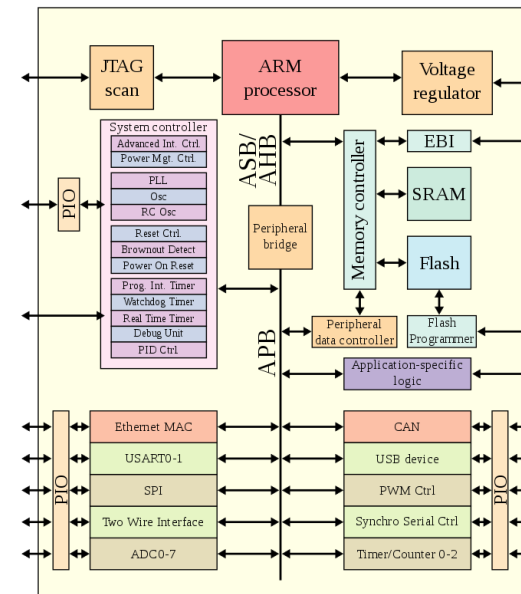 JTAG
scan
ARM
processor
Voltage
regulator
System controller
Advanced Int. Ctrl.
Power Mgt. Ctrl.
PLL
Osc
RC Osc
Reset Ctrl.
Brownout Detect
Power On Reset
Prog. Int. Timer
Watchdog Timer
Real Time Timer
Debug Unit
PID Ctrl
PIO
ASB/
AHB
Peripheral
bridge
APB
Memory controller
EBI
SRAM
Flash
Peripheral
data controller
Flash
Programmer
Application-specific
logic
PIO
Ethernet MAC
USART0-1
SPI
Two Wire Interface
ADC0-7
CAN
USB device
PWM Ctrl
Synchro Serial Ctrl
Timer/Counter 0-2
PIO